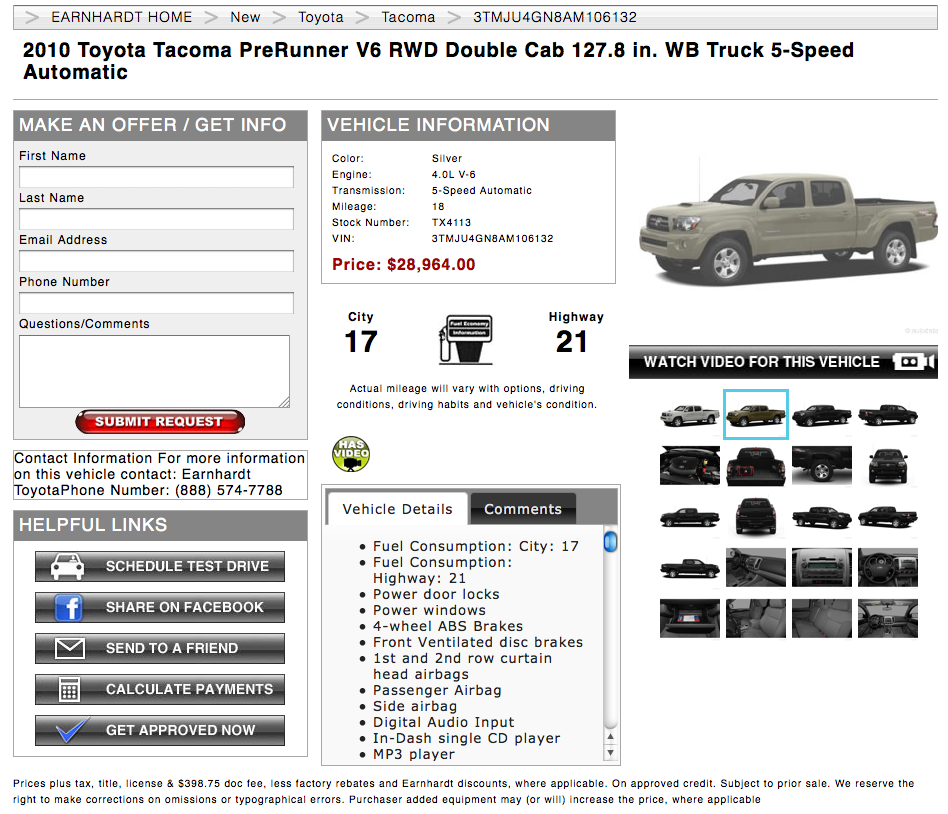 EARNHARDT HOME > New > Toyota > Tacoma > 3TMJU4GN8AM106132
2010 Toyota Tacoma PreRunner V6 RWD Double Cab 127.8 in. WB Truck 5-Speed
Automatic
MAKE AN OFFER / GET INFO
First Name
Last Name
Email Address
Phone Number
Questions/Comments
SUBMIT REQUEST
Contact Information For more information
on this vehicle contact: Earnhardt
ToyotaPhone Number: (888) 574-7788
HELPFUL LINKS
SCHEDULE TEST DRIVE
SHARE ON FACEBOOK
SEND TO A FRIEND
CALCULATE PAYMENTS
GET APPROVED NOW
VEHICLE INFORMATION
Color: Silver
Engine: 4.0L V-6
Transmission: 5-Speed Automatic
Mileage: 18
Stock Number: TX4113
VIN: 3TMJU4GN8AM106132
Price: $28,964.00
City
17
Fuel Economy
Information
Highway
21
Actual mileage will vary with options, driving
conditions, driving habits and vehicle's condition.
HAS
VIDEO
Vehicle Details
Comments
• Fuel Consumption: City: 17
• Fuel Consumption:
Highway: 21
• Power door locks
• Power windows
• 4-wheel ABS Brakes
• Front Ventilated disc brakes
• 1st and 2nd row curtain
head airbags
• Passenger Airbag
• Side airbag
• Digital Audio Input
• In-Dash single CD player
• MP3 player
WATCH VIDEO FOR THIS VEHICLE
Prices plus tax, title, license & $398.75 doc fee, less factory rebates and Earnhardt discounts, where applicable. On approved credit. Subject to prior sale. We reserve the
right to make corrections on omissions or typographical errors. Purchaser added equipment may (or will) increase the price, where applicable